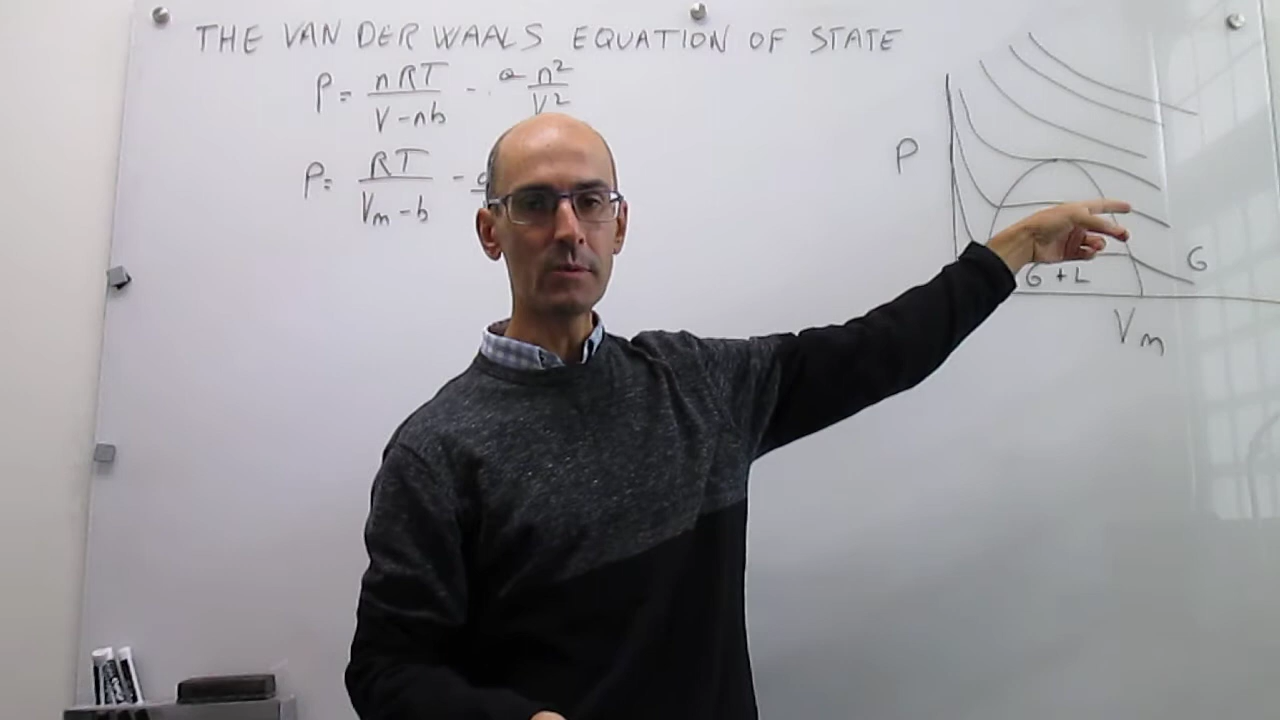 THE VAN DER WAALS EQUATION OF STATE
P = nRT / (V - nb) - a n² / V²
P = RT / (Vm - b) -
P
G
G + L
Vm